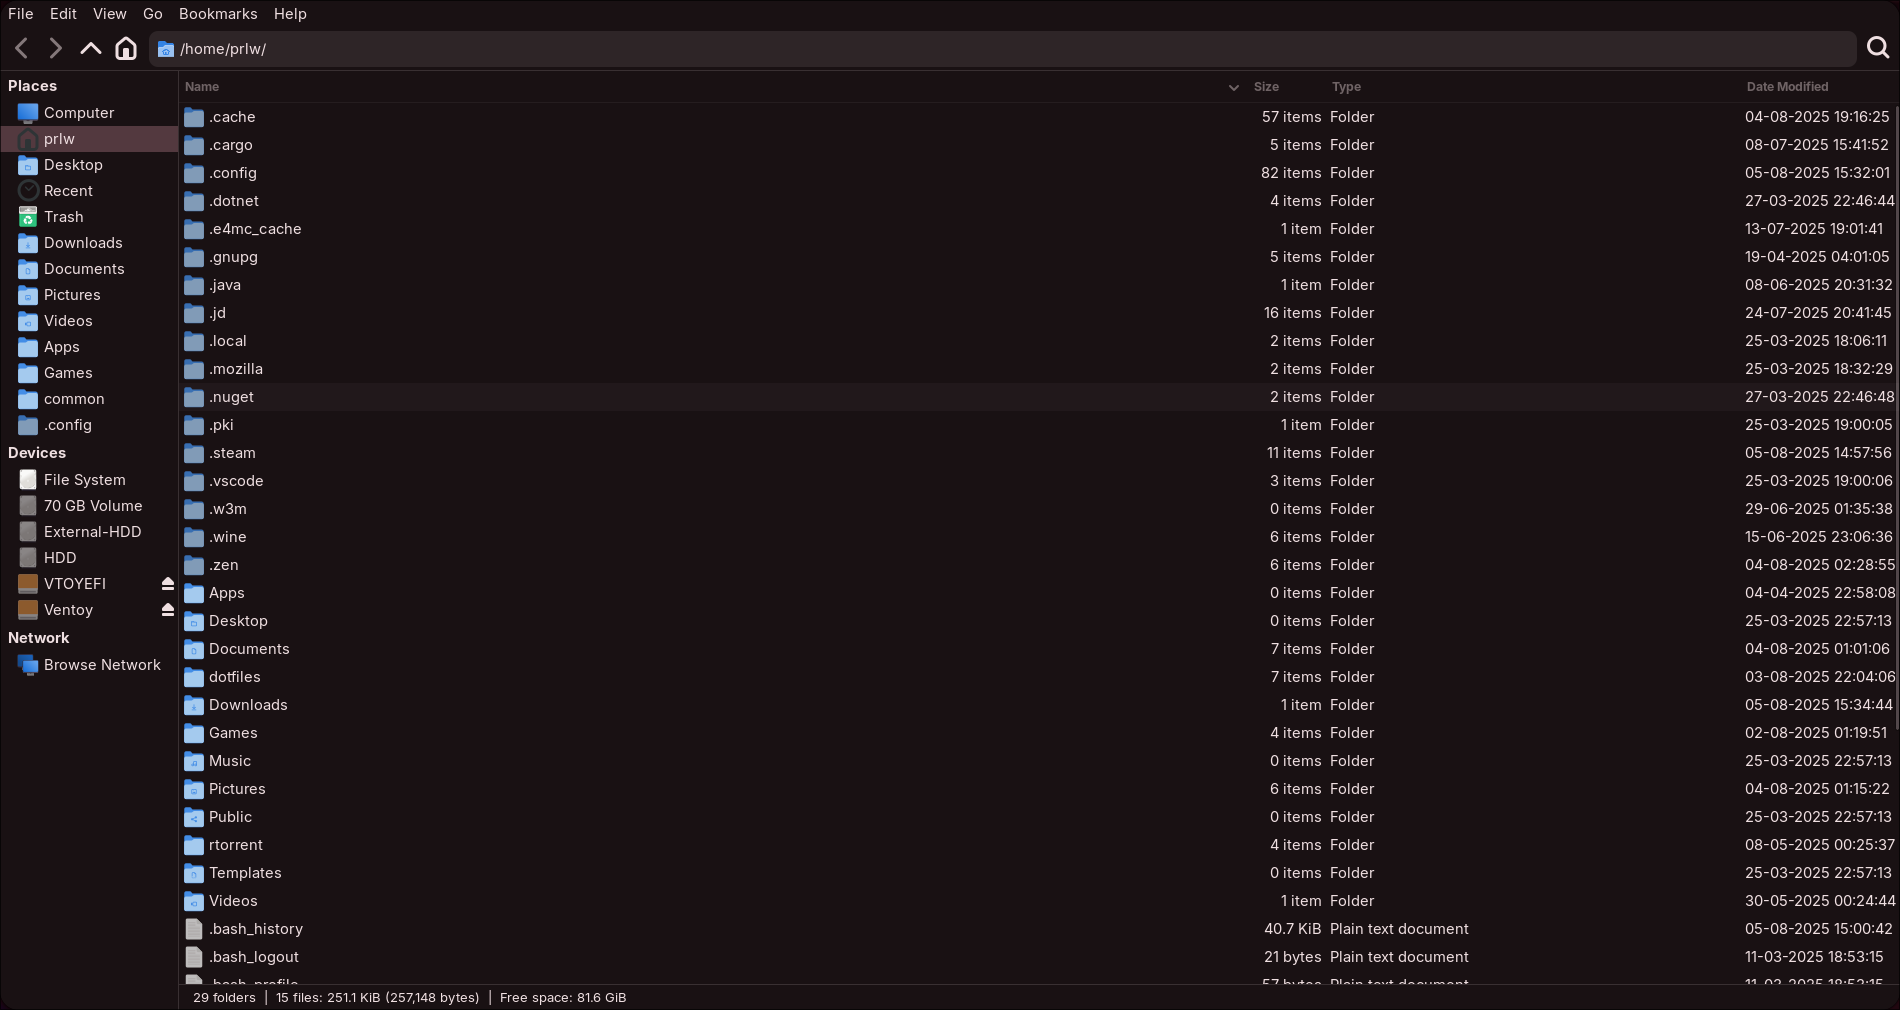 File Edit View Go Bookmarks Help
/home/prlw/
Places
Computer
prlw
Desktop
Recent
Trash
Downloads
Documents
Pictures
Videos
Apps
Games
common
.config
Devices
File System
70 GB Volume
External-HDD
HDD
VTOYEFI
Ventoy
Network
Browse Network
Name Size Type Date Modified
.cache 57 items Folder 04-08-2025 19:16:25
.cargo 5 items Folder 08-07-2025 15:41:52
.config 82 items Folder 05-08-2025 15:32:01
.dotnet 4 items Folder 27-03-2025 22:46:44
.e4mc_cache 1 item Folder 13-07-2025 19:01:41
.gnupg 5 items Folder 19-04-2025 04:01:05
.java 1 item Folder 08-06-2025 20:31:32
.jd 16 items Folder 24-07-2025 20:41:45
.local 2 items Folder 25-03-2025 18:06:11
.mozilla 2 items Folder 25-03-2025 18:32:29
.nuget 2 items Folder 27-03-2025 22:46:48
.pki 1 item Folder 25-03-2025 19:00:05
.steam 11 items Folder 05-08-2025 14:57:56
.vscode 3 items Folder 25-03-2025 19:00:06
.w3m 0 items Folder 29-06-2025 01:35:38
.wine 6 items Folder 15-06-2025 23:06:36
.zen 6 items Folder 04-08-2025 02:28:55
Apps 0 items Folder 04-04-2025 22:58:08
Desktop 0 items Folder 25-03-2025 22:57:13
Documents 7 items Folder 04-08-2025 01:01:06
dotfiles 7 items Folder 03-08-2025 22:04:06
Downloads 1 item Folder 05-08-2025 15:34:44
Games 4 items Folder 02-08-2025 01:19:51
Music 0 items Folder 25-03-2025 22:57:13
Pictures 6 items Folder 04-08-2025 01:15:22
Public 0 items Folder 25-03-2025 22:57:13
rtorrent 4 items Folder 08-05-2025 00:25:37
Templates 0 items Folder 25-03-2025 22:57:13
Videos 1 item Folder 30-05-2025 00:24:44
.bash_history 40.7 KiB Plain text document 05-08-2025 15:00:42
.bash_logout 21 bytes Plain text document 11-03-2025 18:53:15
.bash_profile 57 bytes Plain text document 11-03-2025 18:53:15
29 folders | 15 files: 251.1 KiB (257,148 bytes) | Free space: 81.6 GiB